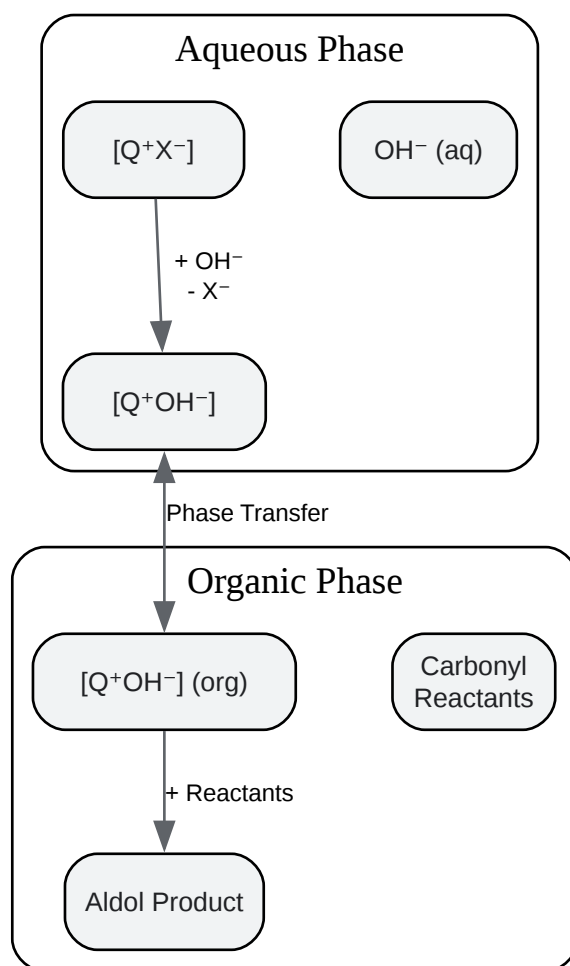 Aqueous Phase
[Q⁺X⁻]
OH⁻ (aq)
+ OH⁻
- X⁻
[Q⁺OH⁻]
Phase Transfer
Organic Phase
[Q⁺OH⁻] (org)
Carbonyl
Reactants
+ Reactants
Aldol Product